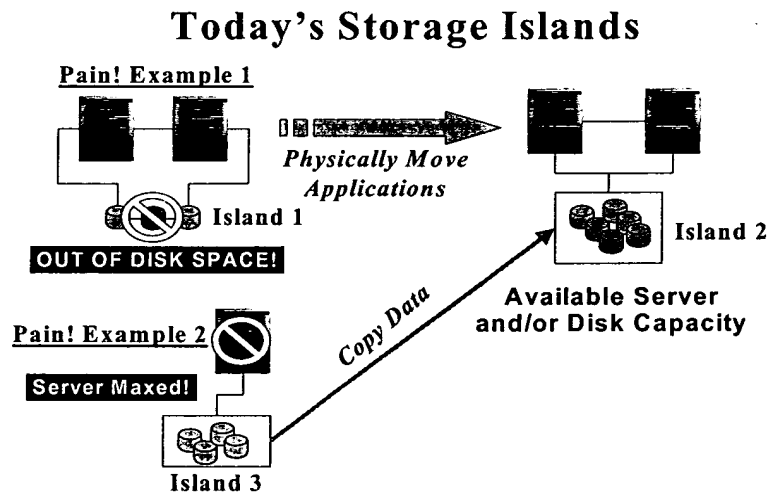 Today's Storage Islands
Pain! Example 1
Physically Move
Applications
Island 1
OUT OF DISK SPACE!
Island 2
Available Server
and/or Disk Capacity
Copy Data
Pain! Example 2
Server Maxed!
Island 3